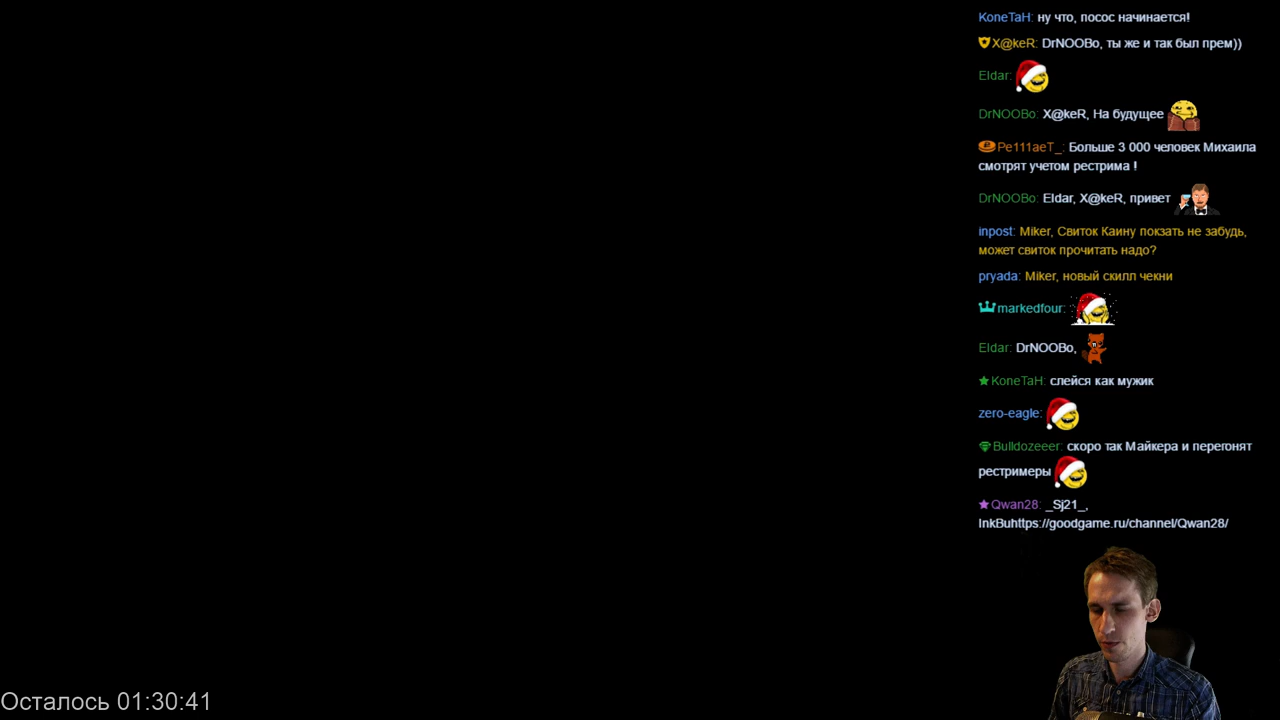 KoneTaH: ну что, посос начинается!
X@keR: DrNOOBo, ты же и так был прем))
Eldar:
DrNOOBo: X@keR, На будущее
Pe111aeT_: Больше 3 000 человек Михаила
смотрят учетом рестрима !
DrNOOBo: Eldar, X@keR, привет
inpost: Miker, Свиток Каину покзать не забудь,
может свиток прочитать надо?
pryada: Miker, новый скилл чекни
markedfour:
Eldar: DrNOOBo,
KoneTaH: слейся как мужик
zero-eagle:
Bulldozeeer: скоро так Майкера и перегонят
рестримеры
Qwan28: _Sj21_,
InkBuhttps://goodgame.ru/channel/Qwan28/
Осталось 01:30:41